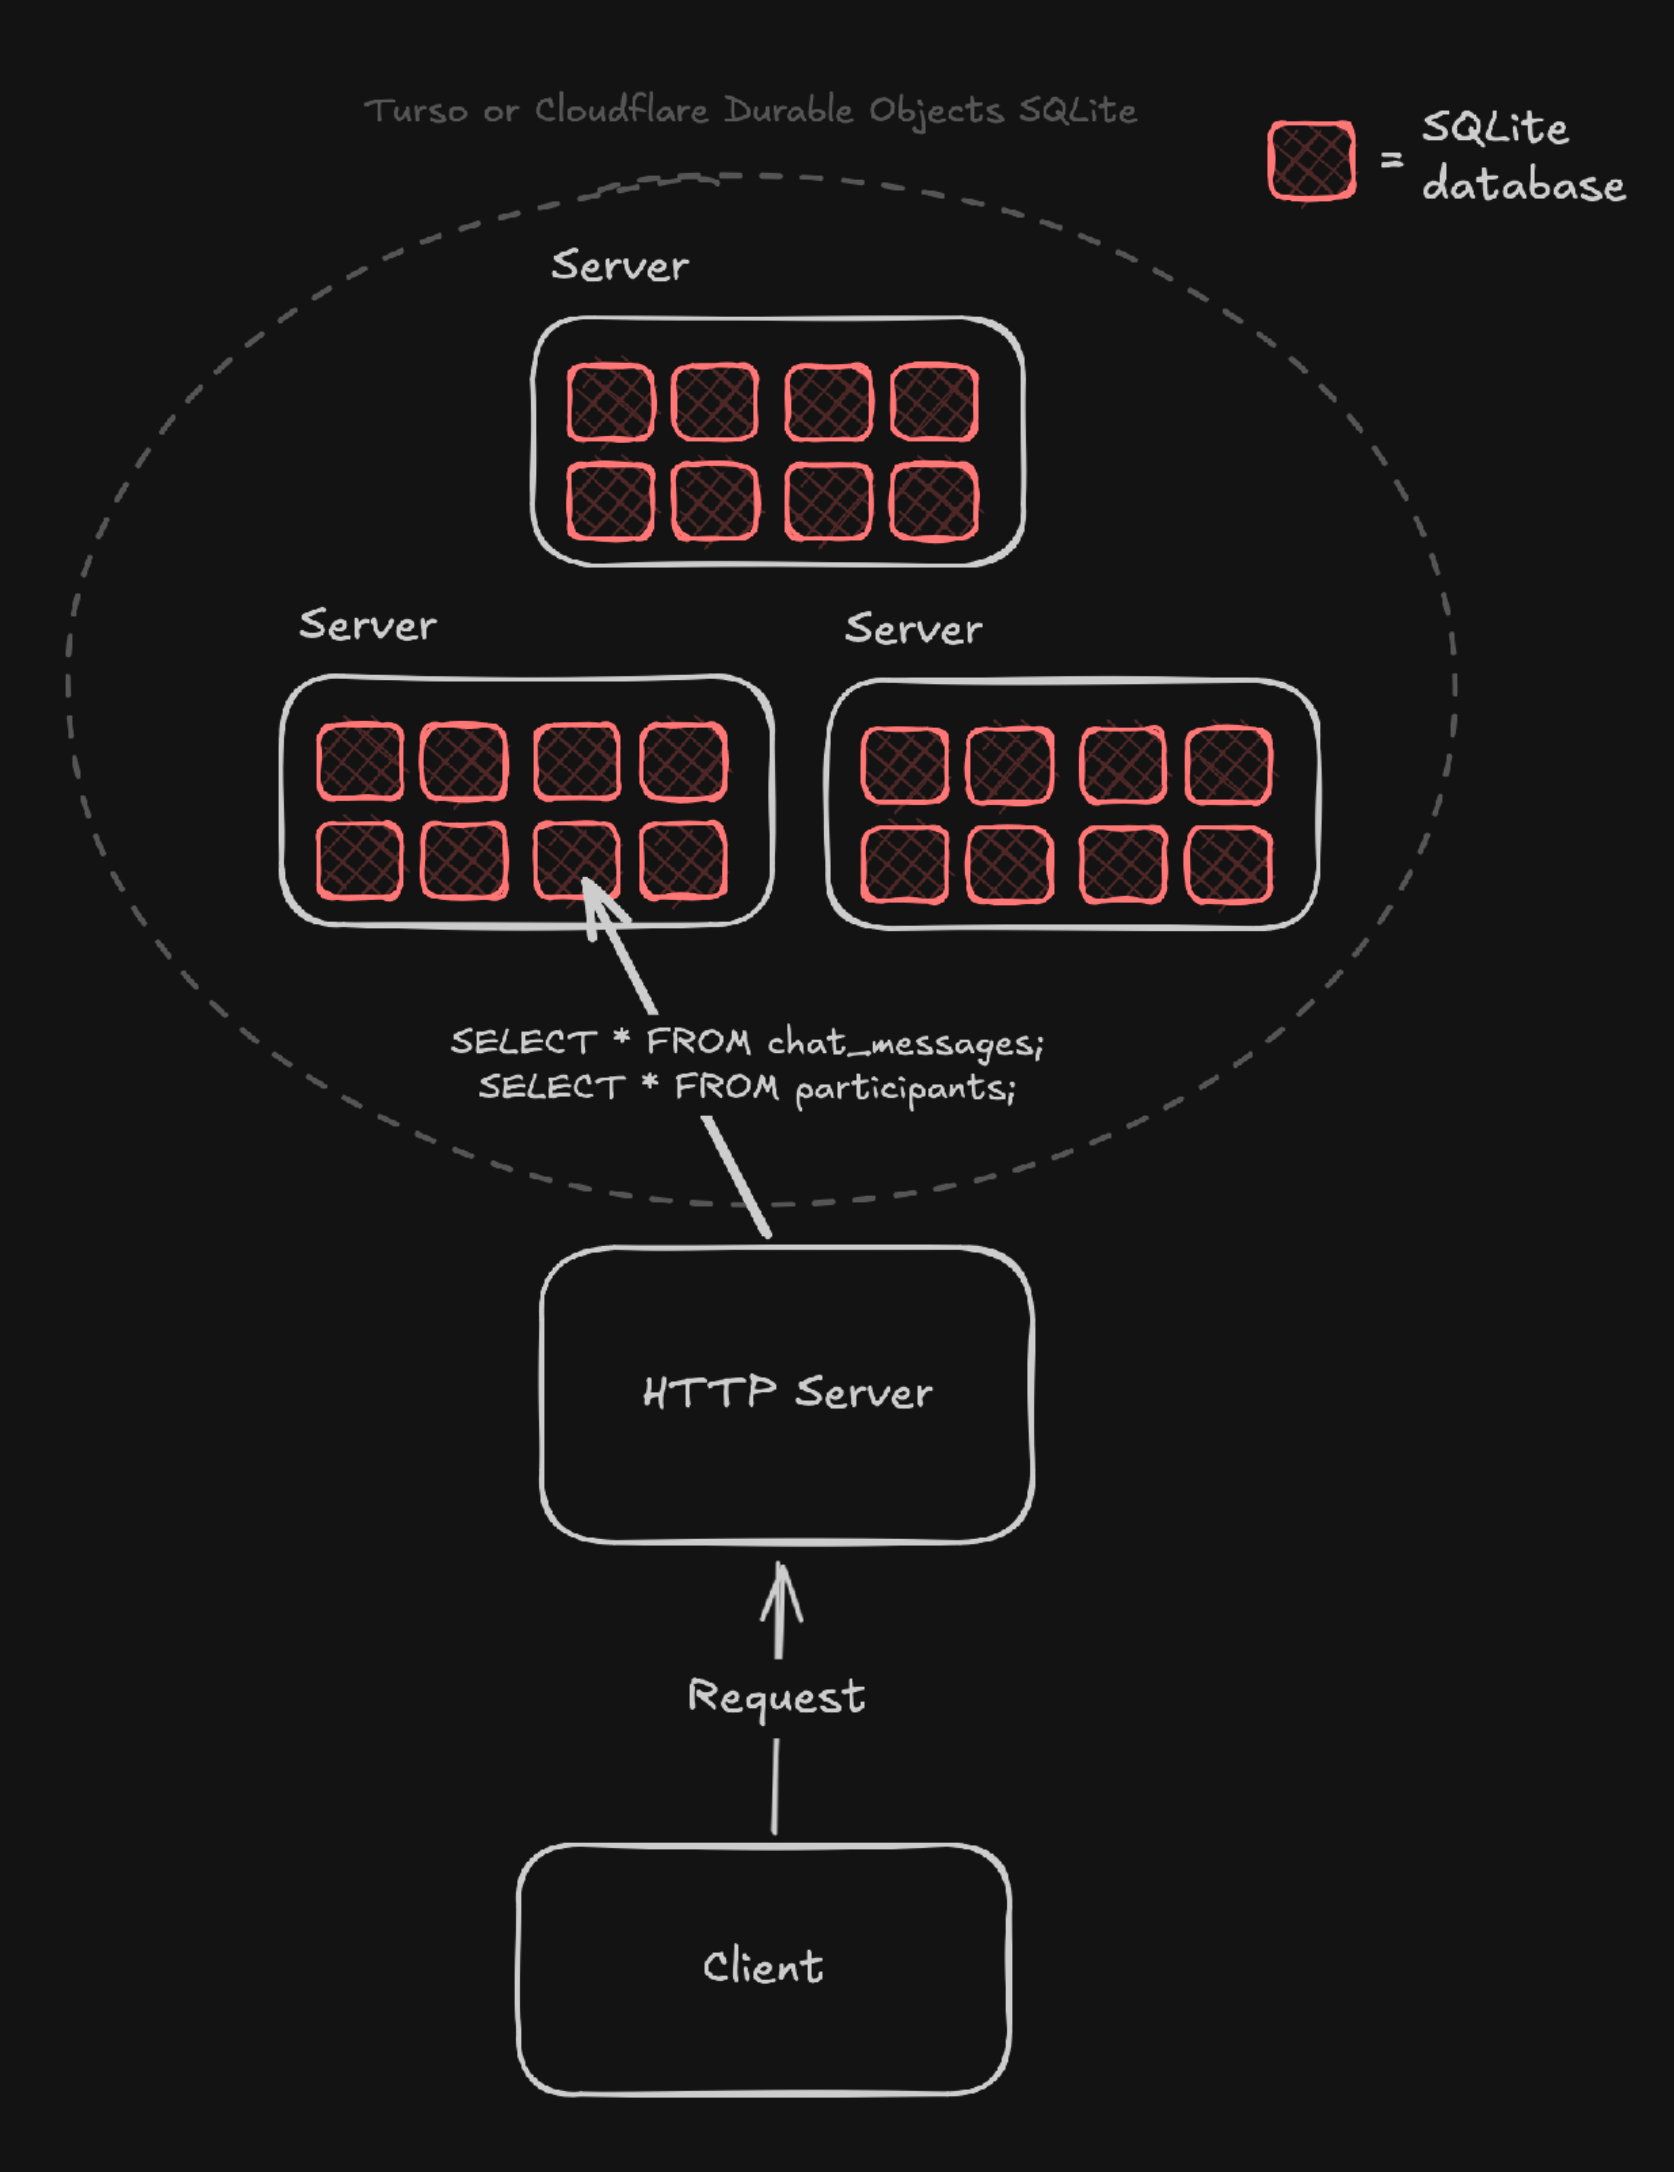 Turso or Cloudflare Durable Objects SQLite
=
SQLite
database
Server
Server
Server
SELECT * FROM chat_messages;
SELECT * FROM participants;
HTTP Server
Request
Client